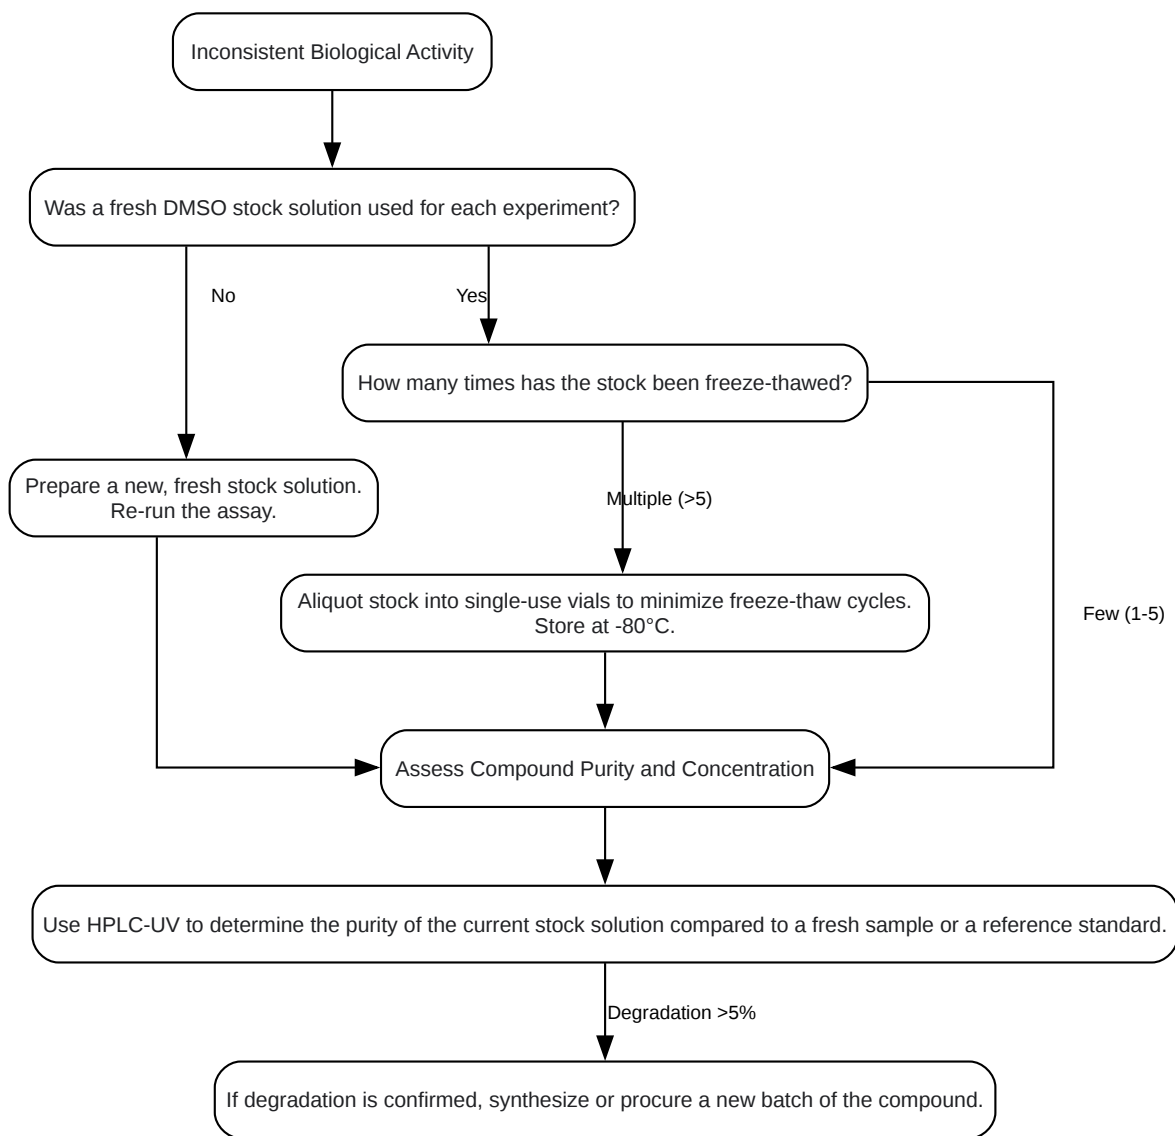 Inconsistent Biological Activity
Was a fresh DMSO stock solution used for each experiment?
No
Yes
How many times has the stock been freeze-thawed?
Prepare a new, fresh stock solution.
Re-run the assay.
Multiple (>5)
Aliquot stock into single-use vials to minimize freeze-thaw cycles.
Store at -80°C.
Few (1-5)
Assess Compound Purity and Concentration
Use HPLC-UV to determine the purity of the current stock solution compared to a fresh sample or a reference standard.
Degradation >5%
If degradation is confirmed, synthesize or procure a new batch of the compound.